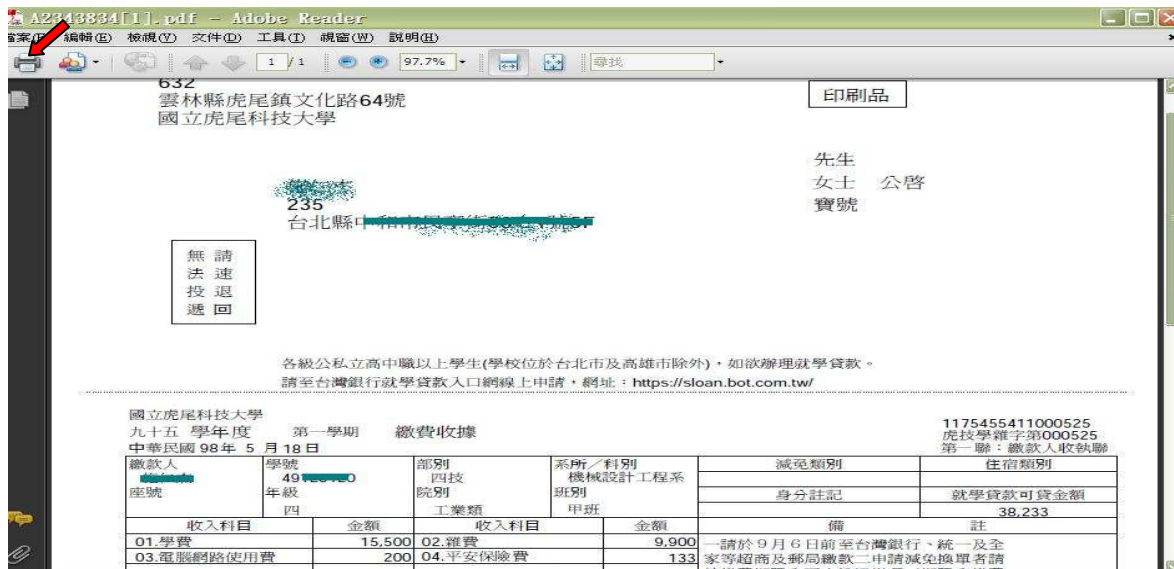 A2343834[1].pdf - Adobe Reader
編輯(E) 檢視(V) 文件(D) 工具(T) 視窗(W) 說明(H)
1 / 1 97.7% 尋找
632
雲林縣虎尾鎮文化路64號
國立虎尾科技大學
印刷品
先生
女士 公啓
寶號
235
台北縣中
無 請
法 速
投 退
遞 回
各級公私立高中職以上學生(學校位於台北市及高雄市除外)，如欲辦理就學貸款。
請至台灣銀行就學貸款入口網線上申請，網址：https://sloan.bot.com.tw/
國立虎尾科技大學
九十五 學年度 第一學期 繳費收據
中華民國 98年 5 月 18 日
1175455411000525
虎技學雜字第000525
第一聯：繳款人收執聯
繳款人 學號 部別 系所／科別 減免類別 住宿類別
49 0 四技 機械設計工程系
座號 年級 院別 班別 身分註記 就學貸款可貸金額
四 工業類 甲班 38,233
收入科目 金額 收入科目 金額 備 註
01.學費 15,500 02.雜費 9,900 一請於９月６日前至台灣銀行、統一及全
03.電腦網路使用費 200 04.平安保險費 133 家等超商及郵局繳款二申請減免換單者請